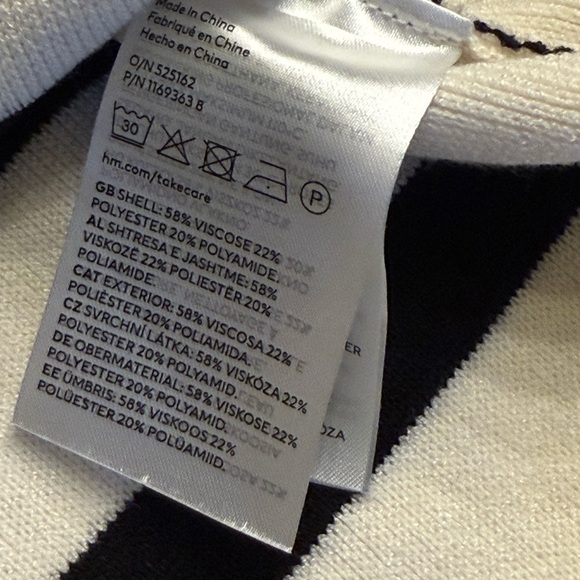 Made in China
Fabriqué en Chine
Hecho en China
O/N 525162
P/N 1169363 8
30
P
hm.com/takecare
GB SHELL: 58% VISCOSE 22%
POLYESTER 20% POLYAMIDE.
AL SHTRESA E JASHTME: 58%
VISKOZË 22% POLIESTËR 20%
POLIAMIDE.
CAT EXTERIOR: 58% VISCOSA 22%
POLIÈSTER 20% POLIAMIDA.
CZ SVRCHNÍ LÁTKA: 58% VISKÓZA 22%
POLYESTER 20% POLYAMID.
DE OBERMATERIAL: 58% VISKOSE 22%
POLYESTER 20% POLYAMID.
EE ÜMBRIS: 58% VISKOOS 22%
POLÜESTER 20% POLÜAMIID.
ER
OZA